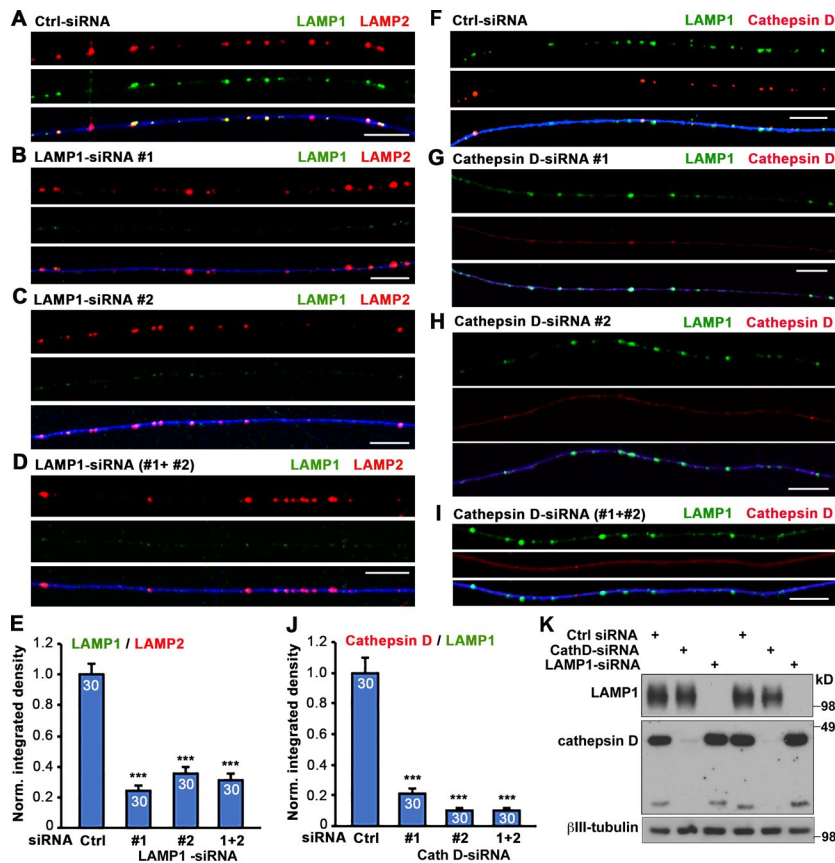 A
Ctrl-siRNA LAMP1 LAMP2
B
LAMP1-siRNA #1 LAMP1 LAMP2
C
LAMP1-siRNA #2 LAMP1 LAMP2
D
LAMP1-siRNA (#1+ #2) LAMP1 LAMP2
E
LAMP1 / LAMP2
Norm. integrated density
1.2
1.0
0.8
0.6
0.4
0.2
0
30
***
30
***
30
***
30
siRNA Ctrl #1 #2 1+2
LAMP1 -siRNA
F
Ctrl-siRNA LAMP1 Cathepsin D
G
Cathepsin D-siRNA #1 LAMP1 Cathepsin D
H
Cathepsin D-siRNA #2 LAMP1 Cathepsin D
I
Cathepsin D-siRNA (#1+#2) LAMP1 Cathepsin D
J
Cathepsin D / LAMP1
Norm. integrated density
1.2
1.0
0.8
0.6
0.4
0.2
0
30
***
30
***
30
***
30
siRNA Ctrl #1 #2 1+2
Cath D-siRNA
K
Ctrl siRNA + +
CathD-siRNA + +
LAMP1-siRNA + +
kD
LAMP1
98
49
cathepsin D
βIII-tubulin
98